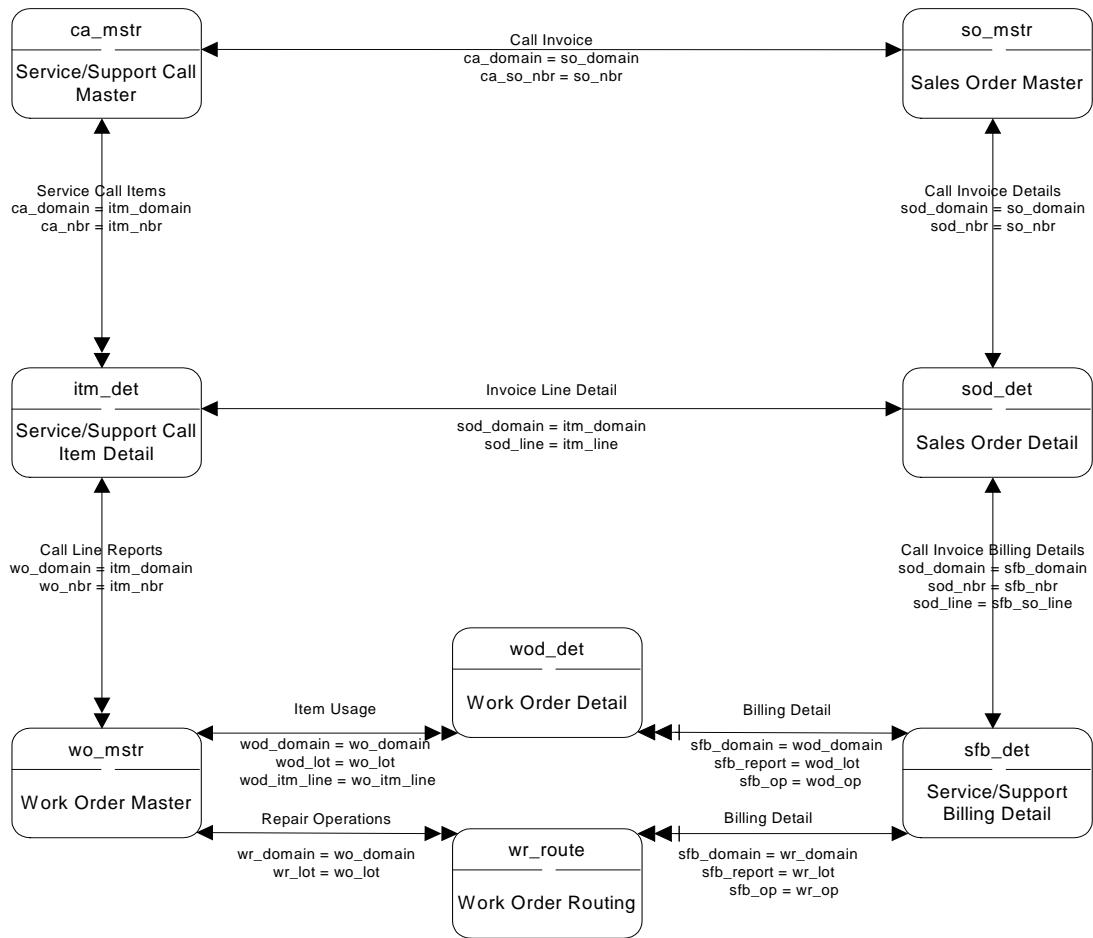 ca_mstr
Service/Support Call
Master
Call Invoice
ca_domain = so_domain
ca_so_nbr = so_nbr
so_mstr
Sales Order Master
Service Call Items
ca_domain = itm_domain
ca_nbr = itm_nbr
Call Invoice Details
sod_domain = so_domain
sod_nbr = so_nbr
itm_det
Service/Support Call
Item Detail
Invoice Line Detail
sod_domain = itm_domain
sod_line = itm_line
sod_det
Sales Order Detail
Call Line Reports
wo_domain = itm_domain
wo_nbr = itm_nbr
Call Invoice Billing Details
sod_domain = sfb_domain
sod_nbr = sfb_nbr
sod_line = sfb_so_line
wod_det
Work Order Detail
wo_mstr
Work Order Master
Item Usage
wod_domain = wo_domain
wod_lot = wo_lot
wod_itm_line = wo_itm_line
Billing Detail
sfb_domain = wod_domain
sfb_report = wod_lot
sfb_op = wod_op
sfb_det
Service/Support
Billing Detail
Repair Operations
wr_domain = wo_domain
wr_lot = wo_lot
wr_route
Work Order Routing
Billing Detail
sfb_domain = wr_domain
sfb_report = wr_lot
sfb_op = wr_op